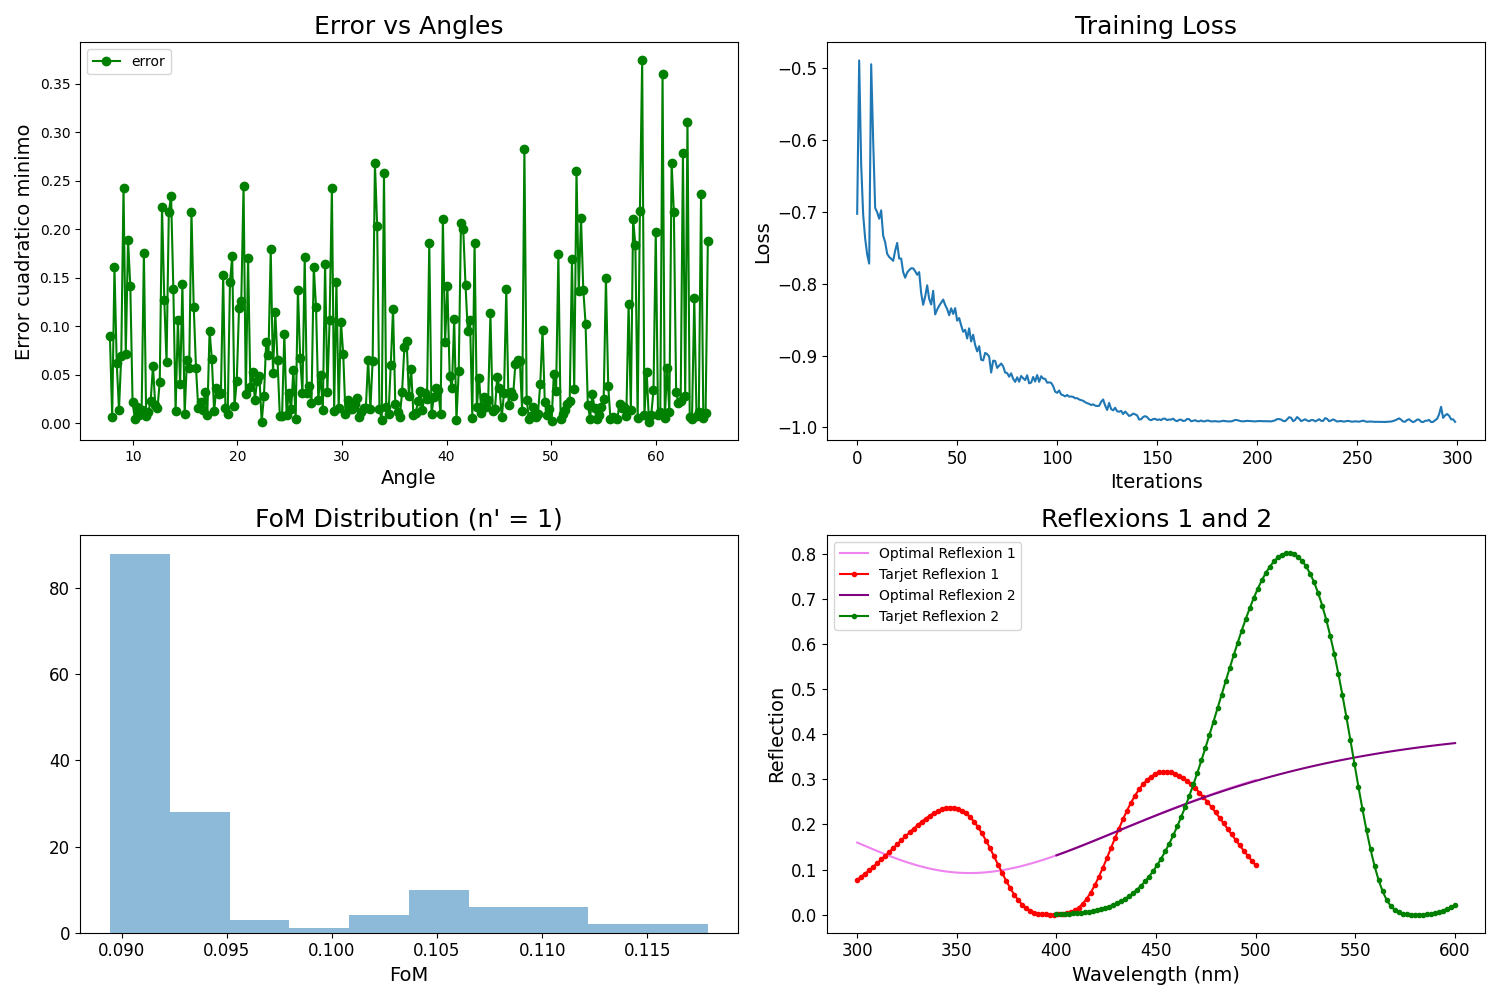 Error vs Angles
error
Error cuadratico minimo
0.35
0.30
0.25
0.20
0.15
0.10
0.05
0.00
10 20 30 40 50 60
Angle
Training Loss
Loss
−0.5
−0.6
−0.7
−0.8
−0.9
−1.0
0 50 100 150 200 250 300
Iterations
FoM Distribution (n' = 1)
80
60
40
20
0
0.090 0.095 0.100 0.105 0.110 0.115
FoM
Reflexions 1 and 2
Optimal Reflexion 1
Tarjet Reflexion 1
Optimal Reflexion 2
Tarjet Reflexion 2
Reflection
0.8
0.7
0.6
0.5
0.4
0.3
0.2
0.1
0.0
300 350 400 450 500 550 600
Wavelength (nm)